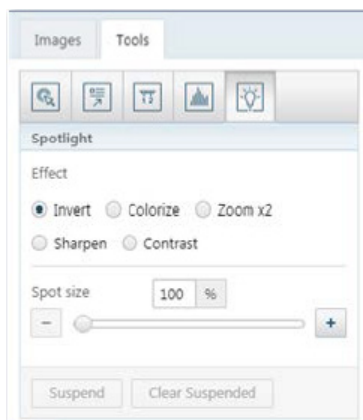 Images Tools
Spotlight
Effect
Invert Colorize Zoom x2
Sharpen Contrast
Spot size 100 %
− +
Suspend Clear Suspended